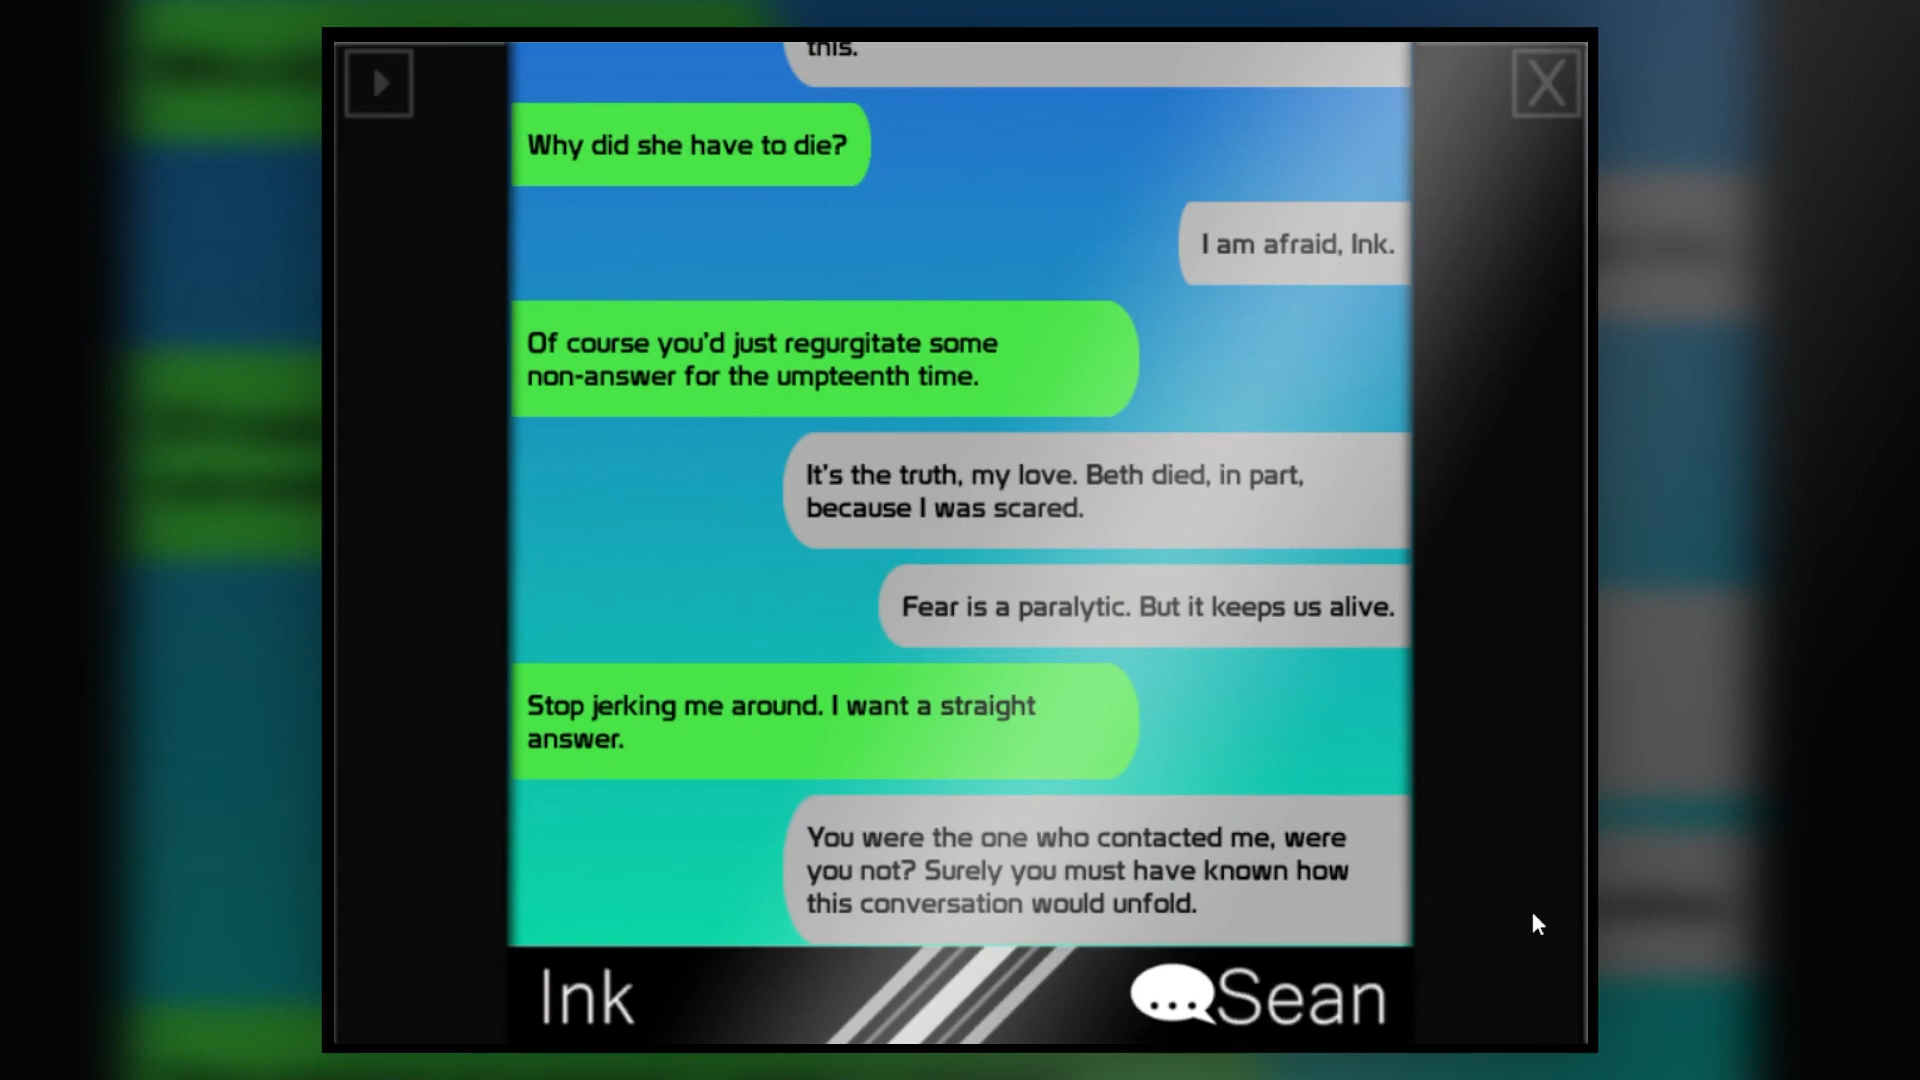 this.
Why did she have to die?
I am afraid, Ink.
Of course you'd just regurgitate some
non-answer for the umpteenth time.
It's the truth, my love. Beth died, in part,
because I was scared.
Fear is a paralytic. But it keeps us alive.
Stop jerking me around. I want a straight
answer.
You were the one who contacted me, were
you not? Surely you must have known how
this conversation would unfold.
Ink
Sean